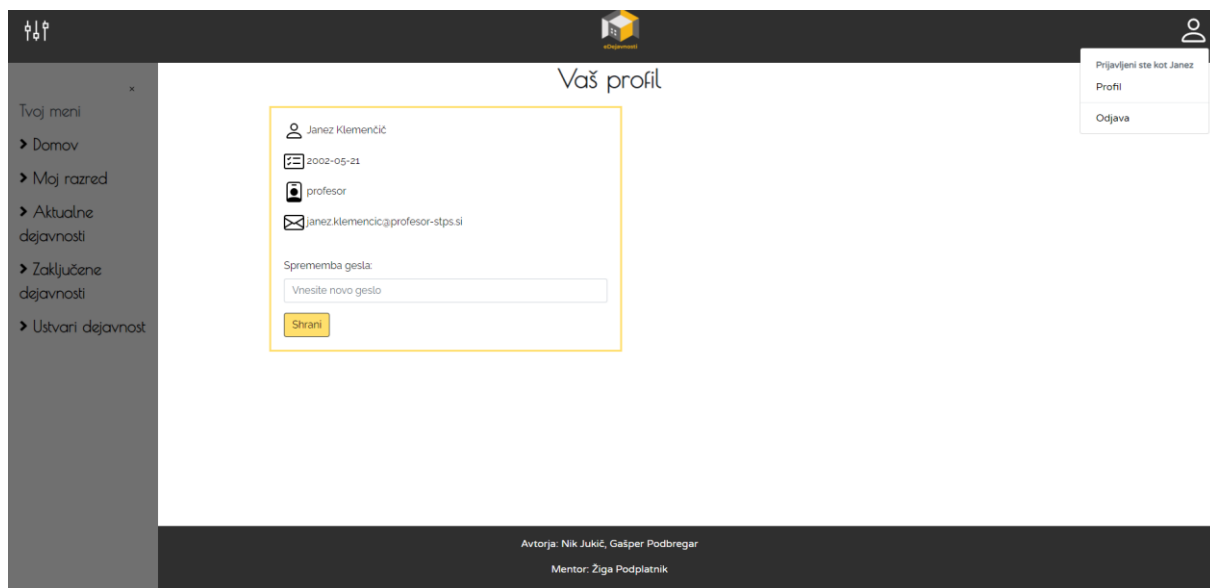 eDejavnosti
Prijavljeni ste kot Janez
Profil
Odjava
×
Tvoj meni
Domov
Moj razred
Aktualne
dejavnosti
Zaključene
dejavnosti
Ustvari dejavnost
Vaš profil
Janez Klemenčič
2002-05-21
profesor
janez.klemencic@profesor-stps.si
Sprememba gesla:
Vnesite novo geslo
Shrani
Avtorja: Nik Jukič, Gašper Podbregar
Mentor: Žiga Podplatnik